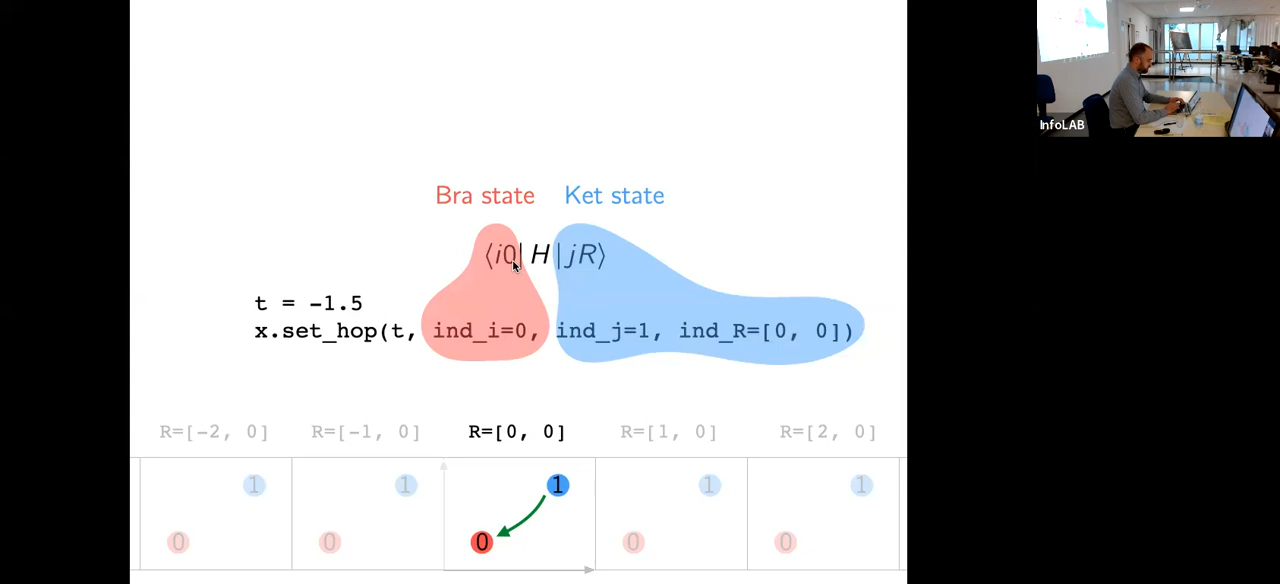 Bra state Ket state
⟨i0| H |jR⟩
t = -1.5
x.set_hop(t, ind_i=0, ind_j=1, ind_R=[0, 0])
R=[-2, 0] R=[-1, 0] R=[0, 0] R=[1, 0] R=[2, 0]
1 1 1 1 1
0 0 0 0 0
InfoLAB